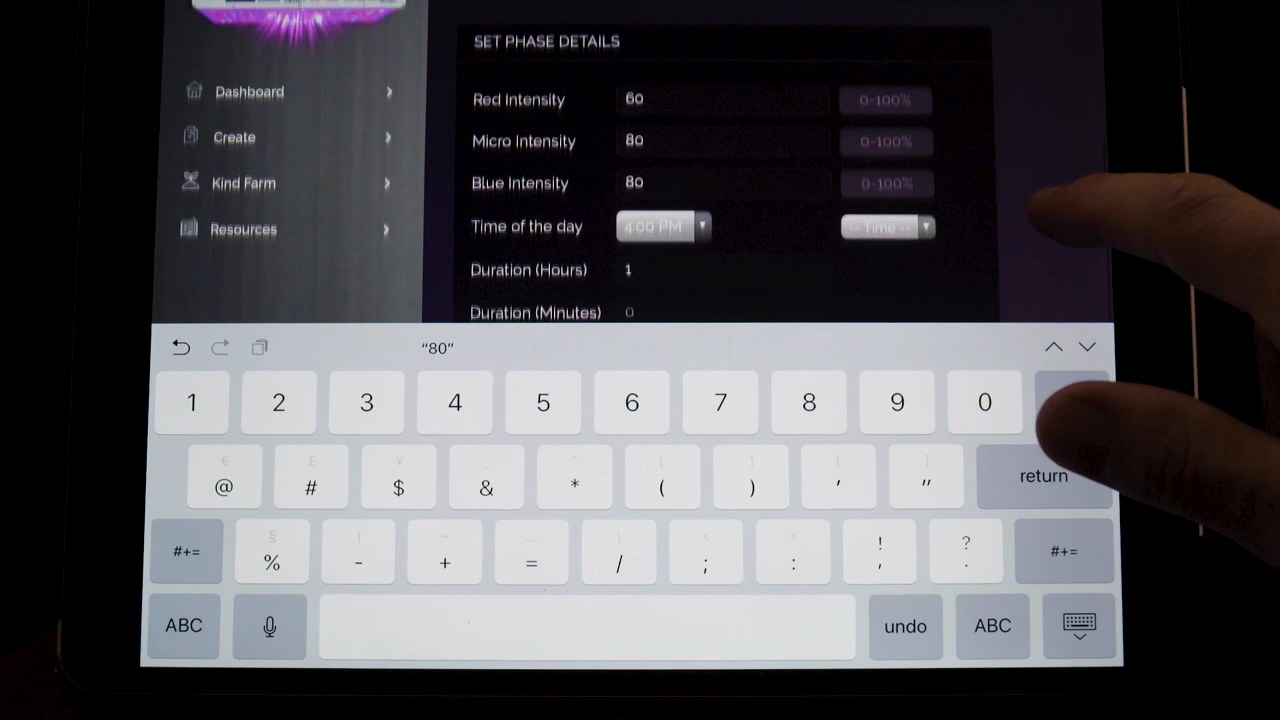 SET PHASE DETAILS
Dashboard
Create
Kind Farm
Resources
Red Intensity 60 0-100%
Micro Intensity 80 0-100%
Blue Intensity 80 0-100%
Time of the day 4:00 PM -- Time --
Duration (Hours) 1
Duration (Minutes) 0
“80”
1 2 3 4 5 6 7 8 9 0
€ £ ¥ _ ^ [ ] { }
@ # $ & * ( ) ' " return
§ | ~ … \ < > ! ?
#+= % - + = / ; : , . #+=
ABC undo ABC